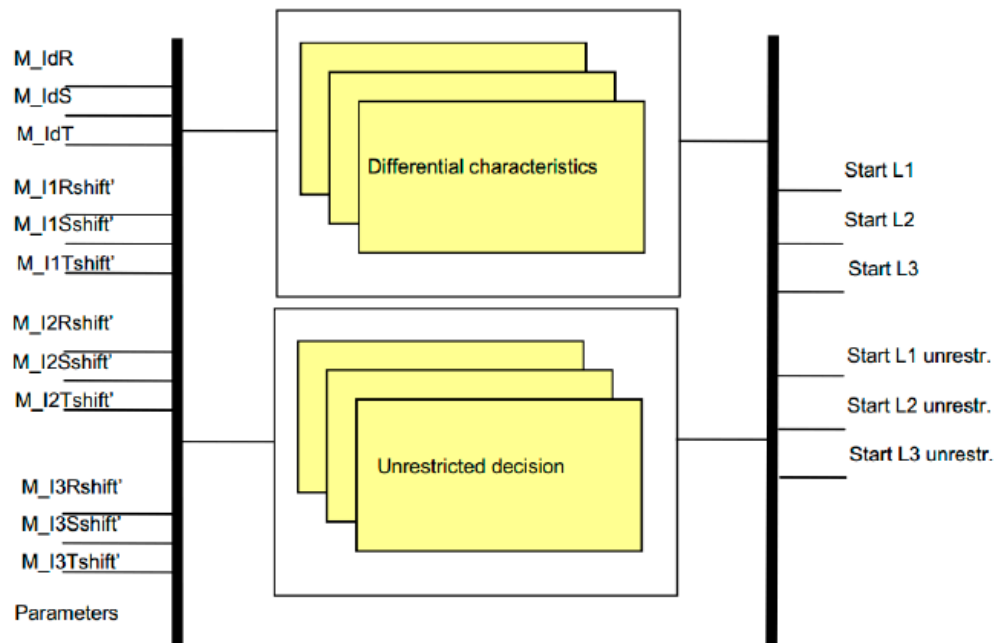 M_IdR
M_IdS
M_IdT
M_I1Rshift'
M_I1Sshift'
M_I1Tshift'
M_I2Rshift'
M_I2Sshift'
M_I2Tshift'
M_I3Rshift'
M_I3Sshift'
M_I3Tshift'
Parameters
Differential characteristics
Unrestricted decision
Start L1
Start L2
Start L3
Start L1 unrestr.
Start L2 unrestr.
Start L3 unrestr.